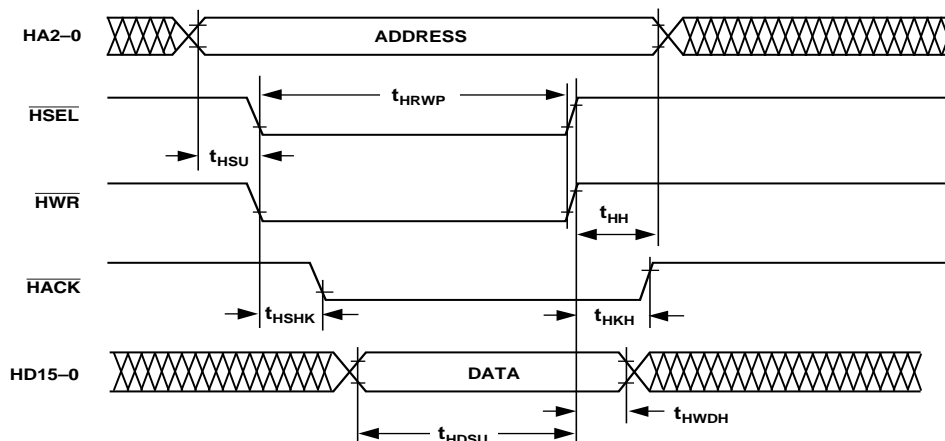 HA2–0
ADDRESS
HSEL
tHRWP
tHSU
HWR
tHH
HACK
tHSHK
tHKH
HD15–0
DATA
tHWDH
tHDSU